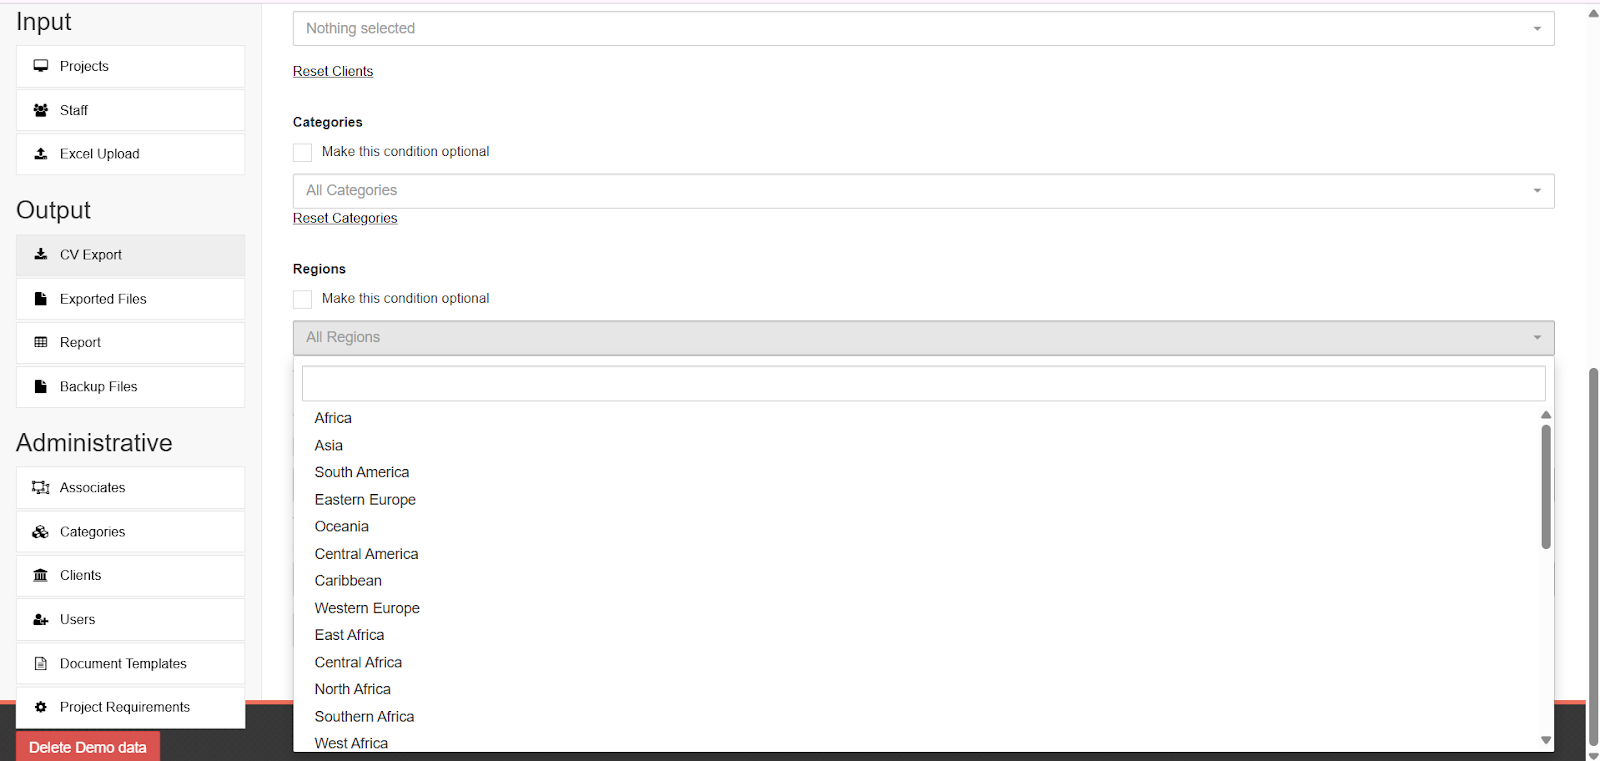 Input
Projects
Staff
Excel Upload
Output
CV Export
Exported Files
Report
Backup Files
Administrative
Associates
Categories
Clients
Users
Document Templates
Project Requirements
Delete Demo data
Nothing selected
Reset Clients
Categories
Make this condition optional
All Categories
Reset Categories
Regions
Make this condition optional
All Regions
Africa
Asia
South America
Eastern Europe
Oceania
Central America
Caribbean
Western Europe
East Africa
Central Africa
North Africa
Southern Africa
West Africa